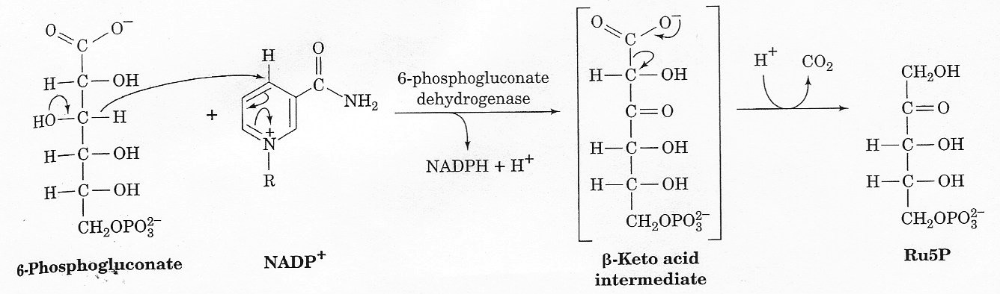 O O⁻
C
H—C—OH
HO—C—H
H—C—OH
H—C—OH
CH₂OPO₃²⁻
6-Phosphogluconate
+
H O
C
NH₂
N⁺
R
NADP⁺
6-phosphogluconate
dehydrogenase
NADPH + H⁺
O O⁻
C
H—C—OH
C=O
H—C—OH
H—C—OH
CH₂OPO₃²⁻
β-Keto acid
intermediate
H⁺ CO₂
CH₂OH
C=O
H—C—OH
H—C—OH
CH₂OPO₃²⁻
Ru5P